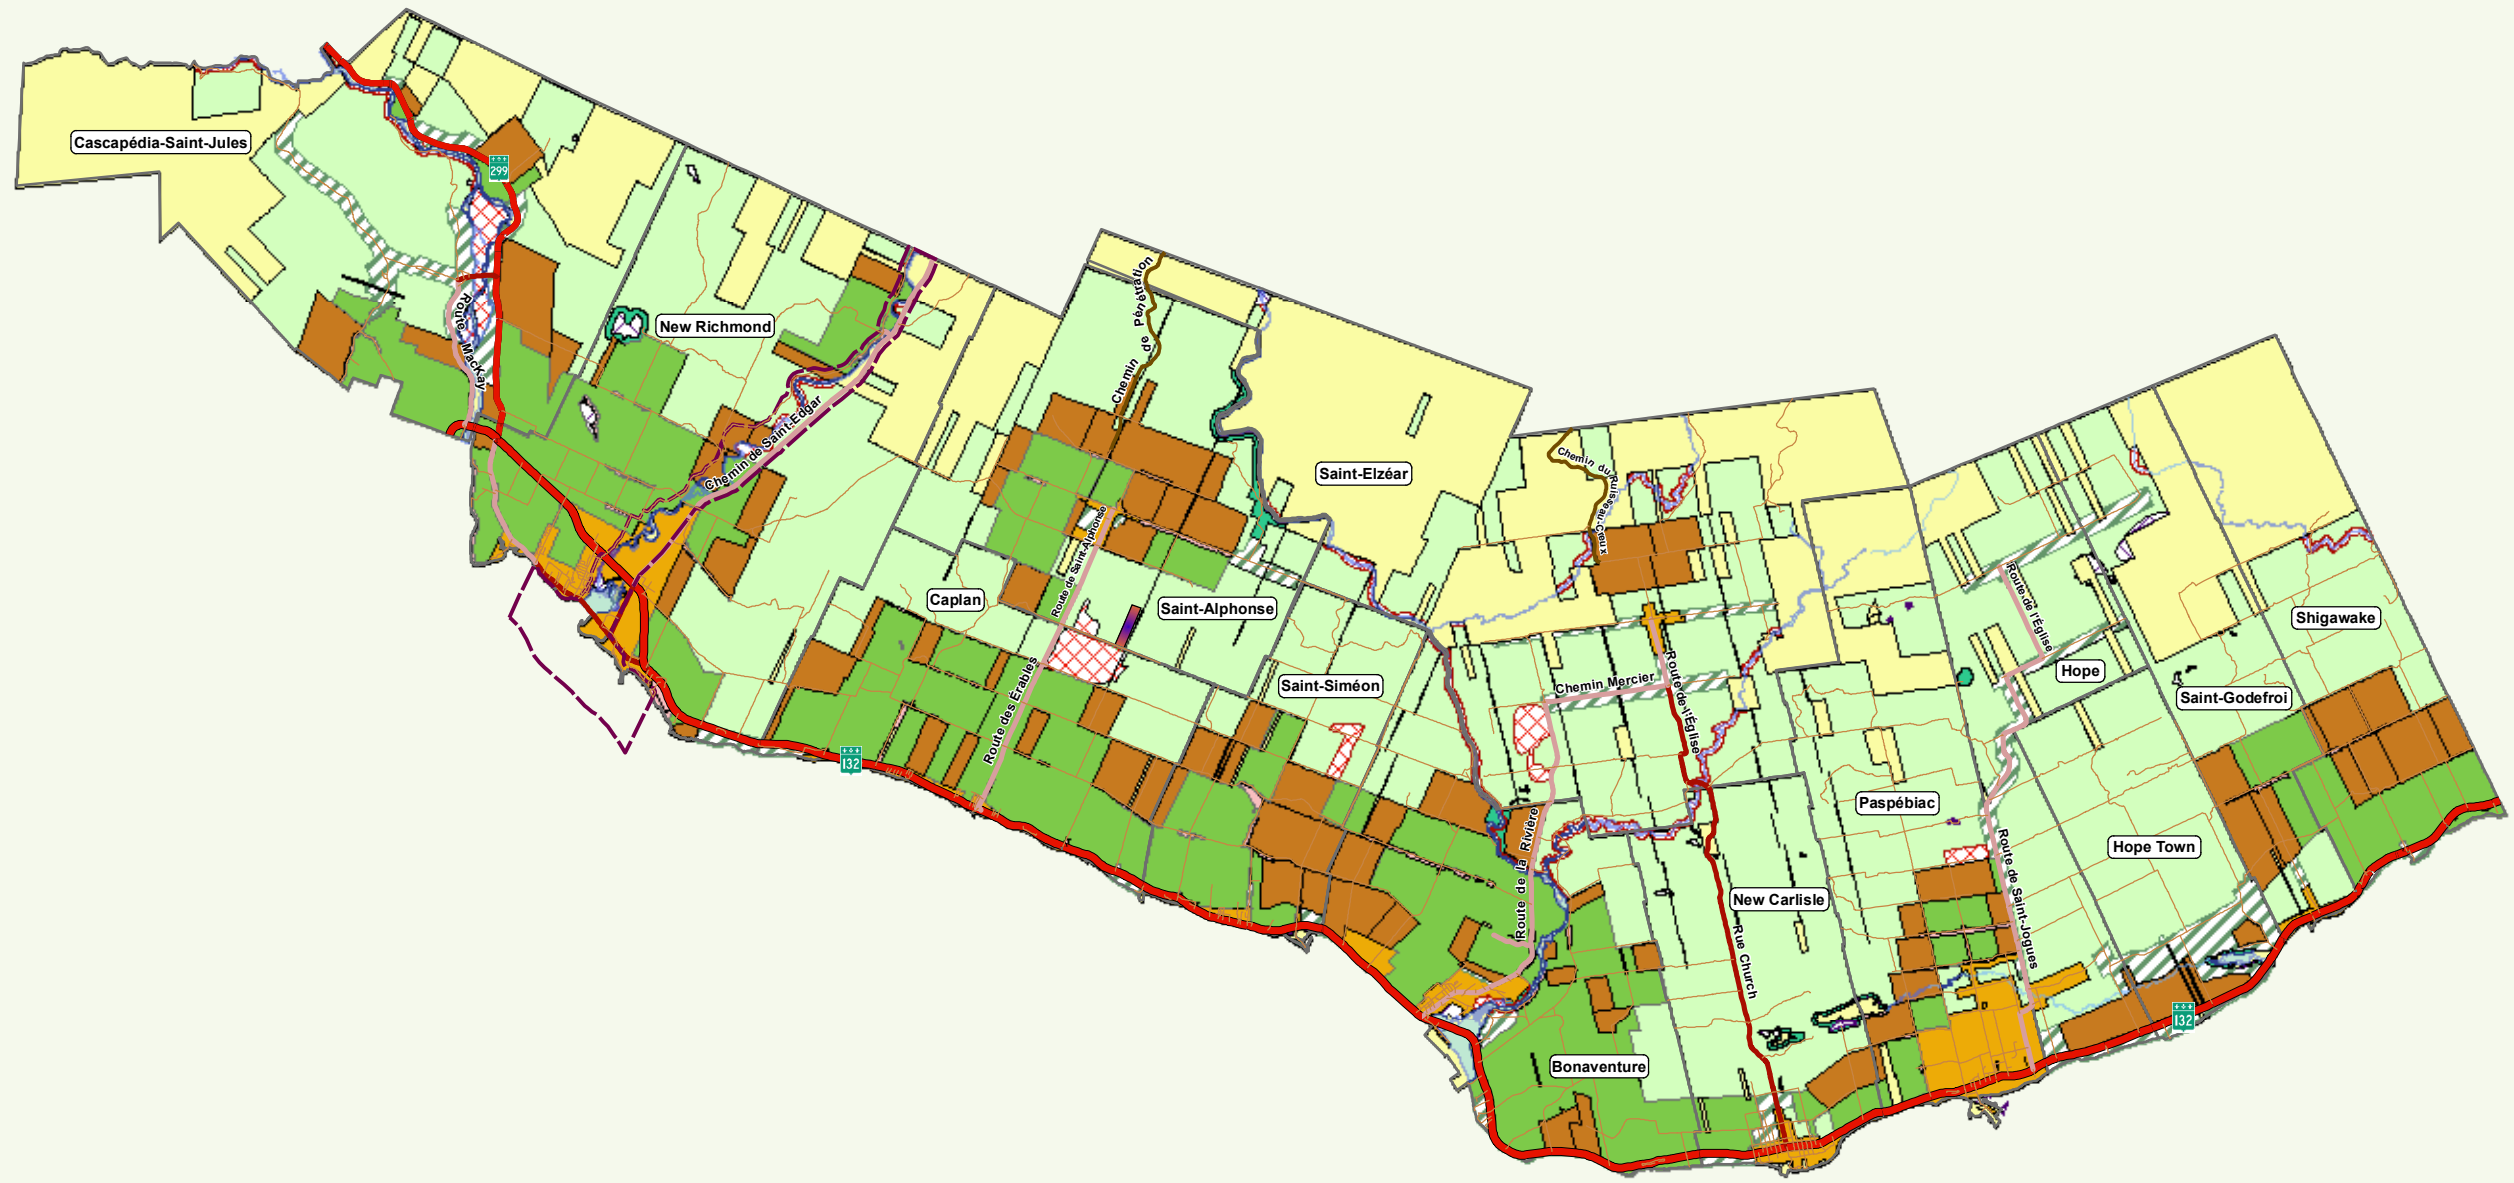 Cascapédia-Saint-Jules
299
Route MacKay
New Richmond
Chemin de Saint-Edgar
Chemin de Pénétration
Saint-Elzéar
Chemin du Ruisseau-Creux
Route de Saint-Alphonse
Caplan
Saint-Alphonse
Route des Érables
Saint-Siméon
Chemin Mercier
Route de l'Église
Route de l'Église
Shigawake
Hope
Saint-Godefroi
132
Paspébiac
Route de la Rivière
Hope Town
New Carlisle
Route de Saint-Jogues
Rue Church
132
Bonaventure